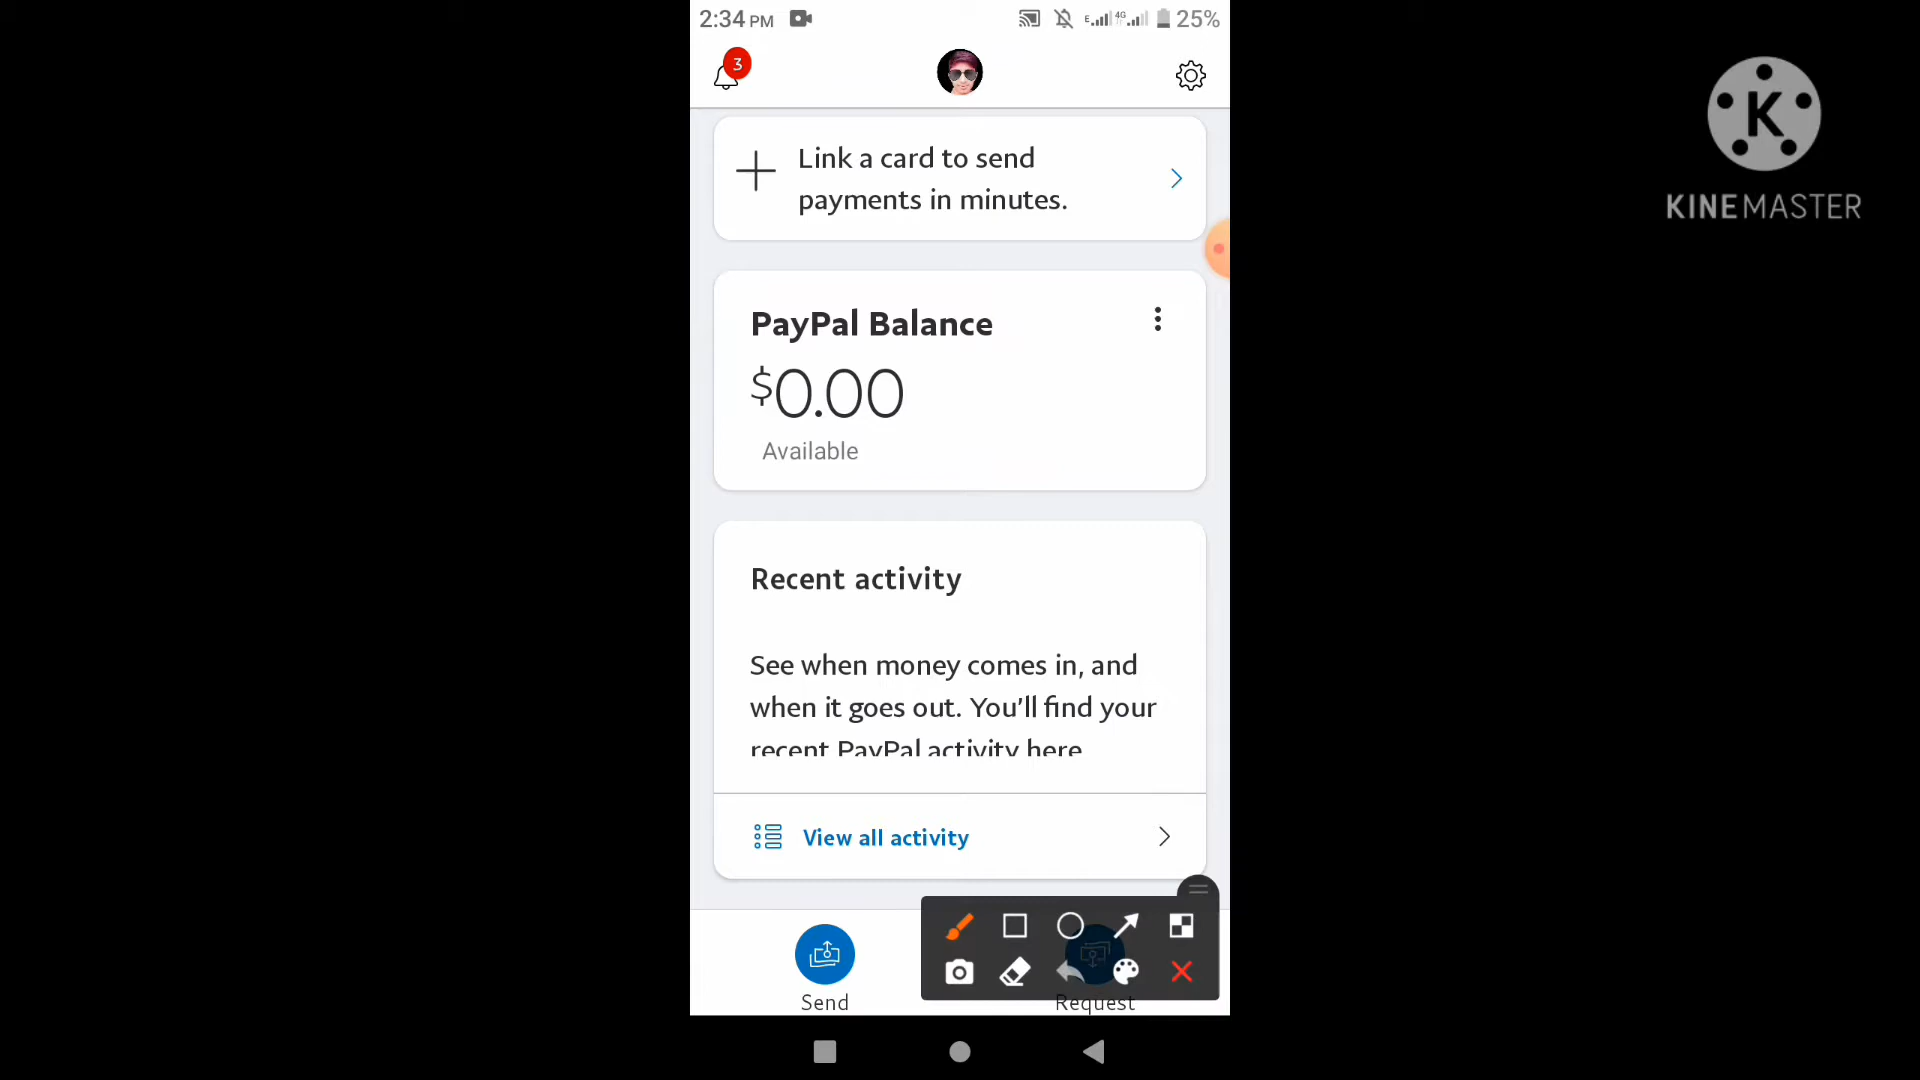 2:34 PM
E 4G 25%
3
K
KINEMASTER
Link a card to send
payments in minutes.
PayPal Balance
$0.00
Available
Recent activity
See when money comes in, and
when it goes out. You'll find your
recent PayPal activity here
View all activity
Send
Request